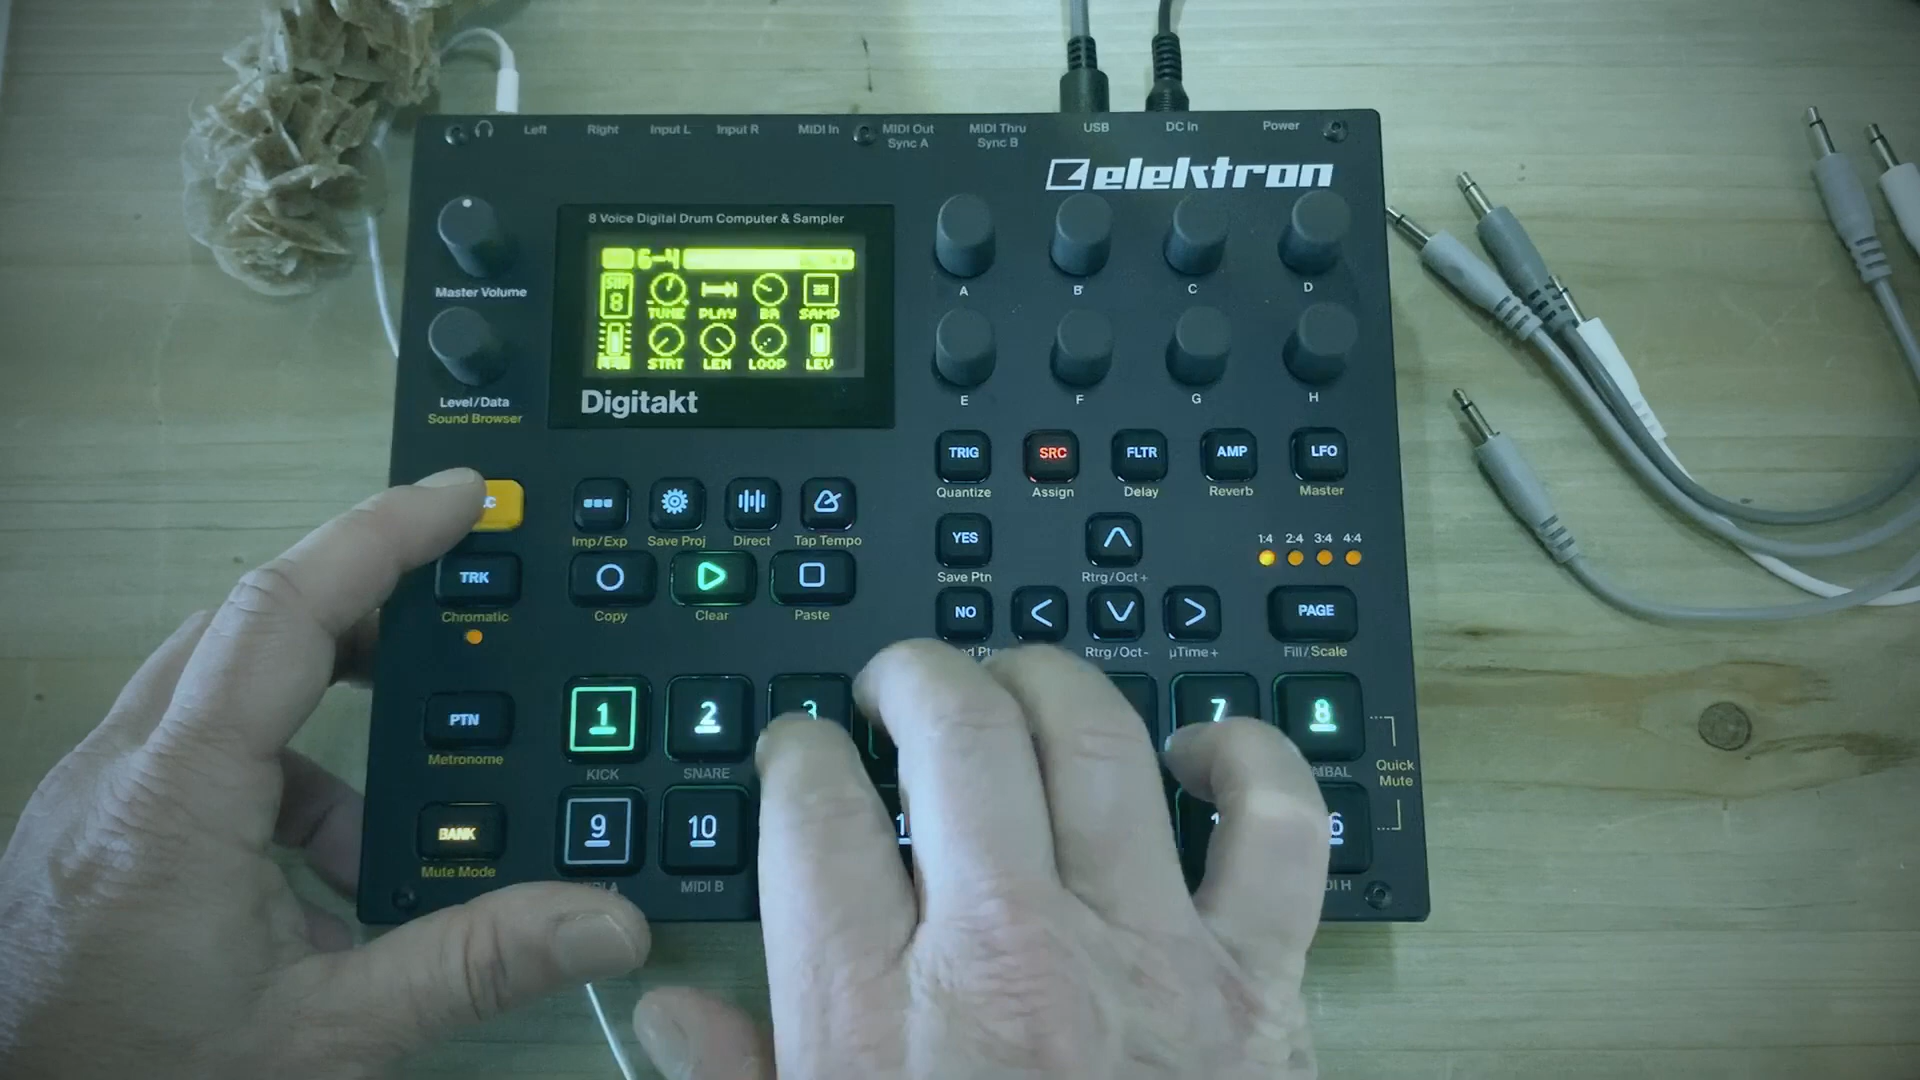 Left Right Input L Input R MIDI In MIDI Out MIDI Thru USB DC In Power
Sync A Sync B
elektron
8 Voice Digital Drum Computer & Sampler
6-4
8
TUNE PLAY BR SAMP
33
STRT LEN LOOP LEV
Digitakt
Master Volume
Level/Data
Sound Browser
A B C D
E F G H
TRIG SRC FLTR AMP LFO
Quantize Assign Delay Reverb Master
Imp/Exp Save Proj Direct Tap Tempo
TRK
Chromatic
Copy Clear Paste
YES
Save Ptn Rtrg/Oct+
1:4 2:4 3:4 4:4
NO
PAGE
Rtrg/Oct- µTime+ Fill/Scale
PTN
Metronome
1 2 3 7 8
KICK SNARE
Quick
Mute
BANK
Mute Mode
9 10
MIDI B